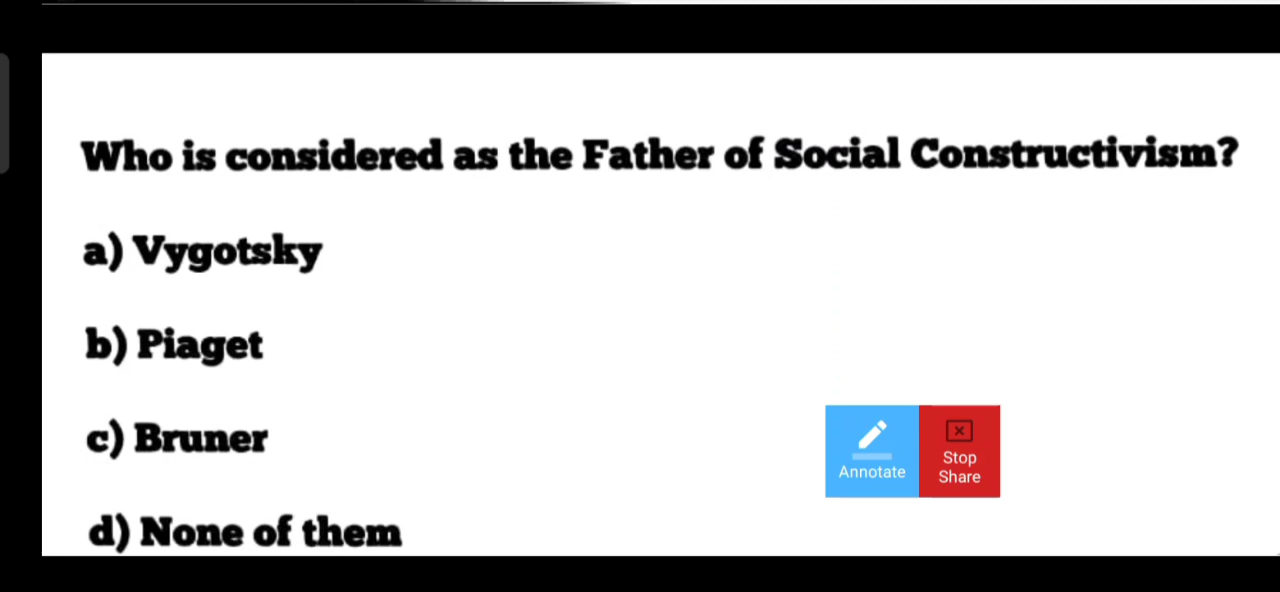 Who is considered as the Father of Social Constructivism?
a) Vygotsky
b) Piaget
c) Bruner
Annotate
Stop
Share
d) None of them